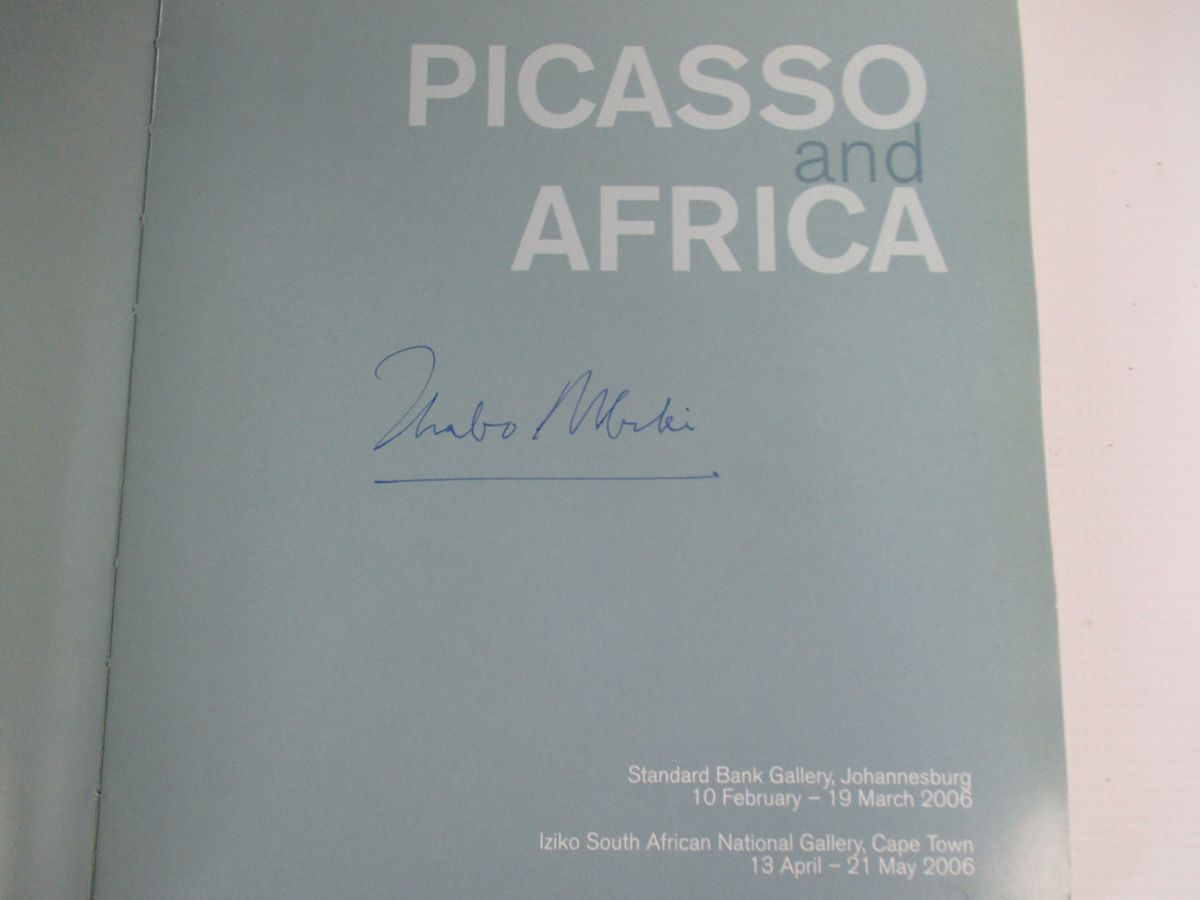 PICASSO
and
AFRICA
Thabo Mbeki
Standard Bank Gallery, Johannesburg
10 February – 19 March 2006
Iziko South African National Gallery, Cape Town
13 April – 21 May 2006